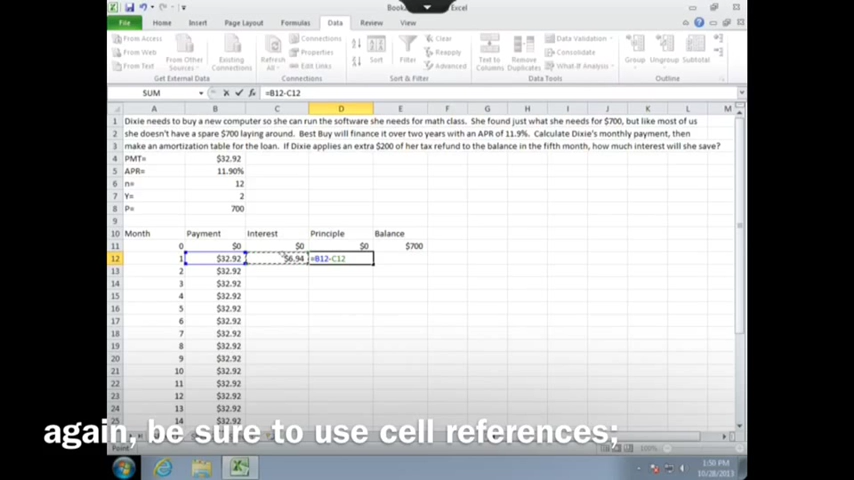 Book Excel
File Home Insert Page Layout Formulas Data Review View
From Access
From Web
From Text
From Other Sources
Existing Connections
Refresh All
Connections
Properties
Edit Links
Sort
Filter
Clear
Reapply
Advanced
Text to Columns
Remove Duplicates
Data Validation
Consolidate
What-If Analysis
Group Ungroup Subtotal
Get External Data Connections Sort & Filter Data Tools Outline
SUM =B12-C12
A B C D E F G H I J K L M
1 Dixie needs to buy a new computer so she can run the software she needs for math class. She found just what she needs for $700, but like most of us
2 she doesn't have a spare $700 laying around. Best Buy will finance it over two years with an APR of 11.9%. Calculate Dixie's monthly payment, then
3 make an amortization table for the loan. If Dixie applies an extra $200 of her tax refund to the balance in the fifth month, how much interest will she save?
4 PMT= $32.92
5 APR= 11.90%
6 n= 12
7 Y= 2
8 P= 700
9
10 Month Payment Interest Principle Balance
11 0 $0 $0 $0 $700
12 1 $32.92 $6.94 =B12-C12
13 2 $32.92
14 3 $32.92
15 4 $32.92
16 5 $32.92
17 6 $32.92
18 7 $32.92
19 8 $32.92
20 9 $32.92
21 10 $32.92
22 11 $32.92
23 12 $32.92
24 13 $32.92
25 14 $32.92
again, be sure to use cell references;
Point 100%
1:50 PM
10/28/2013